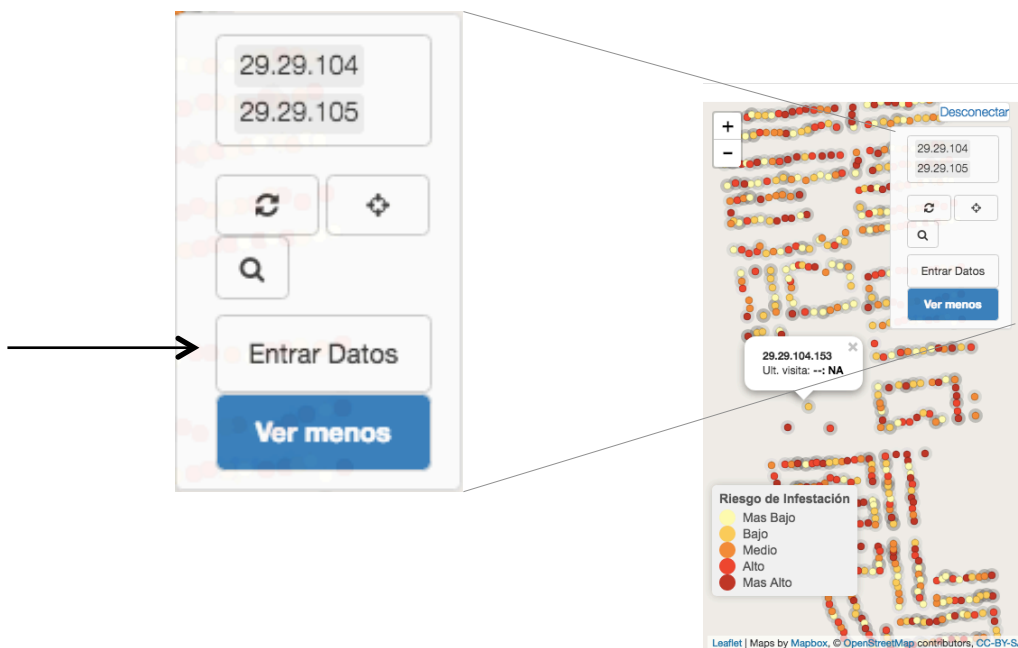 29.29.104
29.29.105
Entrar Datos
Ver menos
+
−
Desconectar
29.29.104
29.29.105
Entrar Datos
Ver menos
×
29.29.104.153
Ult. visita: --: NA
Riesgo de Infestación
Mas Bajo
Bajo
Medio
Alto
Mas Alto
Leaflet | Maps by Mapbox, © OpenStreetMap contributors, CC-BY-SA